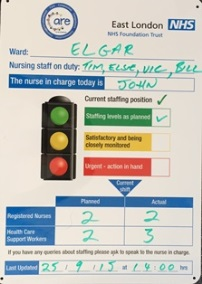 are
East London NHS
NHS Foundation Trust
Ward: ELGAR
Nursing staff on duty: TIM, ELSIE, VIC, BILL
The nurse in charge today is JOHN
Current staffing position ✓
Staffing levels as planned ✓
Satisfactory and being
closely monitored
Urgent - action in hand
Current
shift
Planned Actual
Registered Nurses 2 2
Health Care
Support Workers 2 3
If you have any queries about staffing please ask to speak to the nurse in charge.
Last Updated 25/9/15 at 14:00 hrs